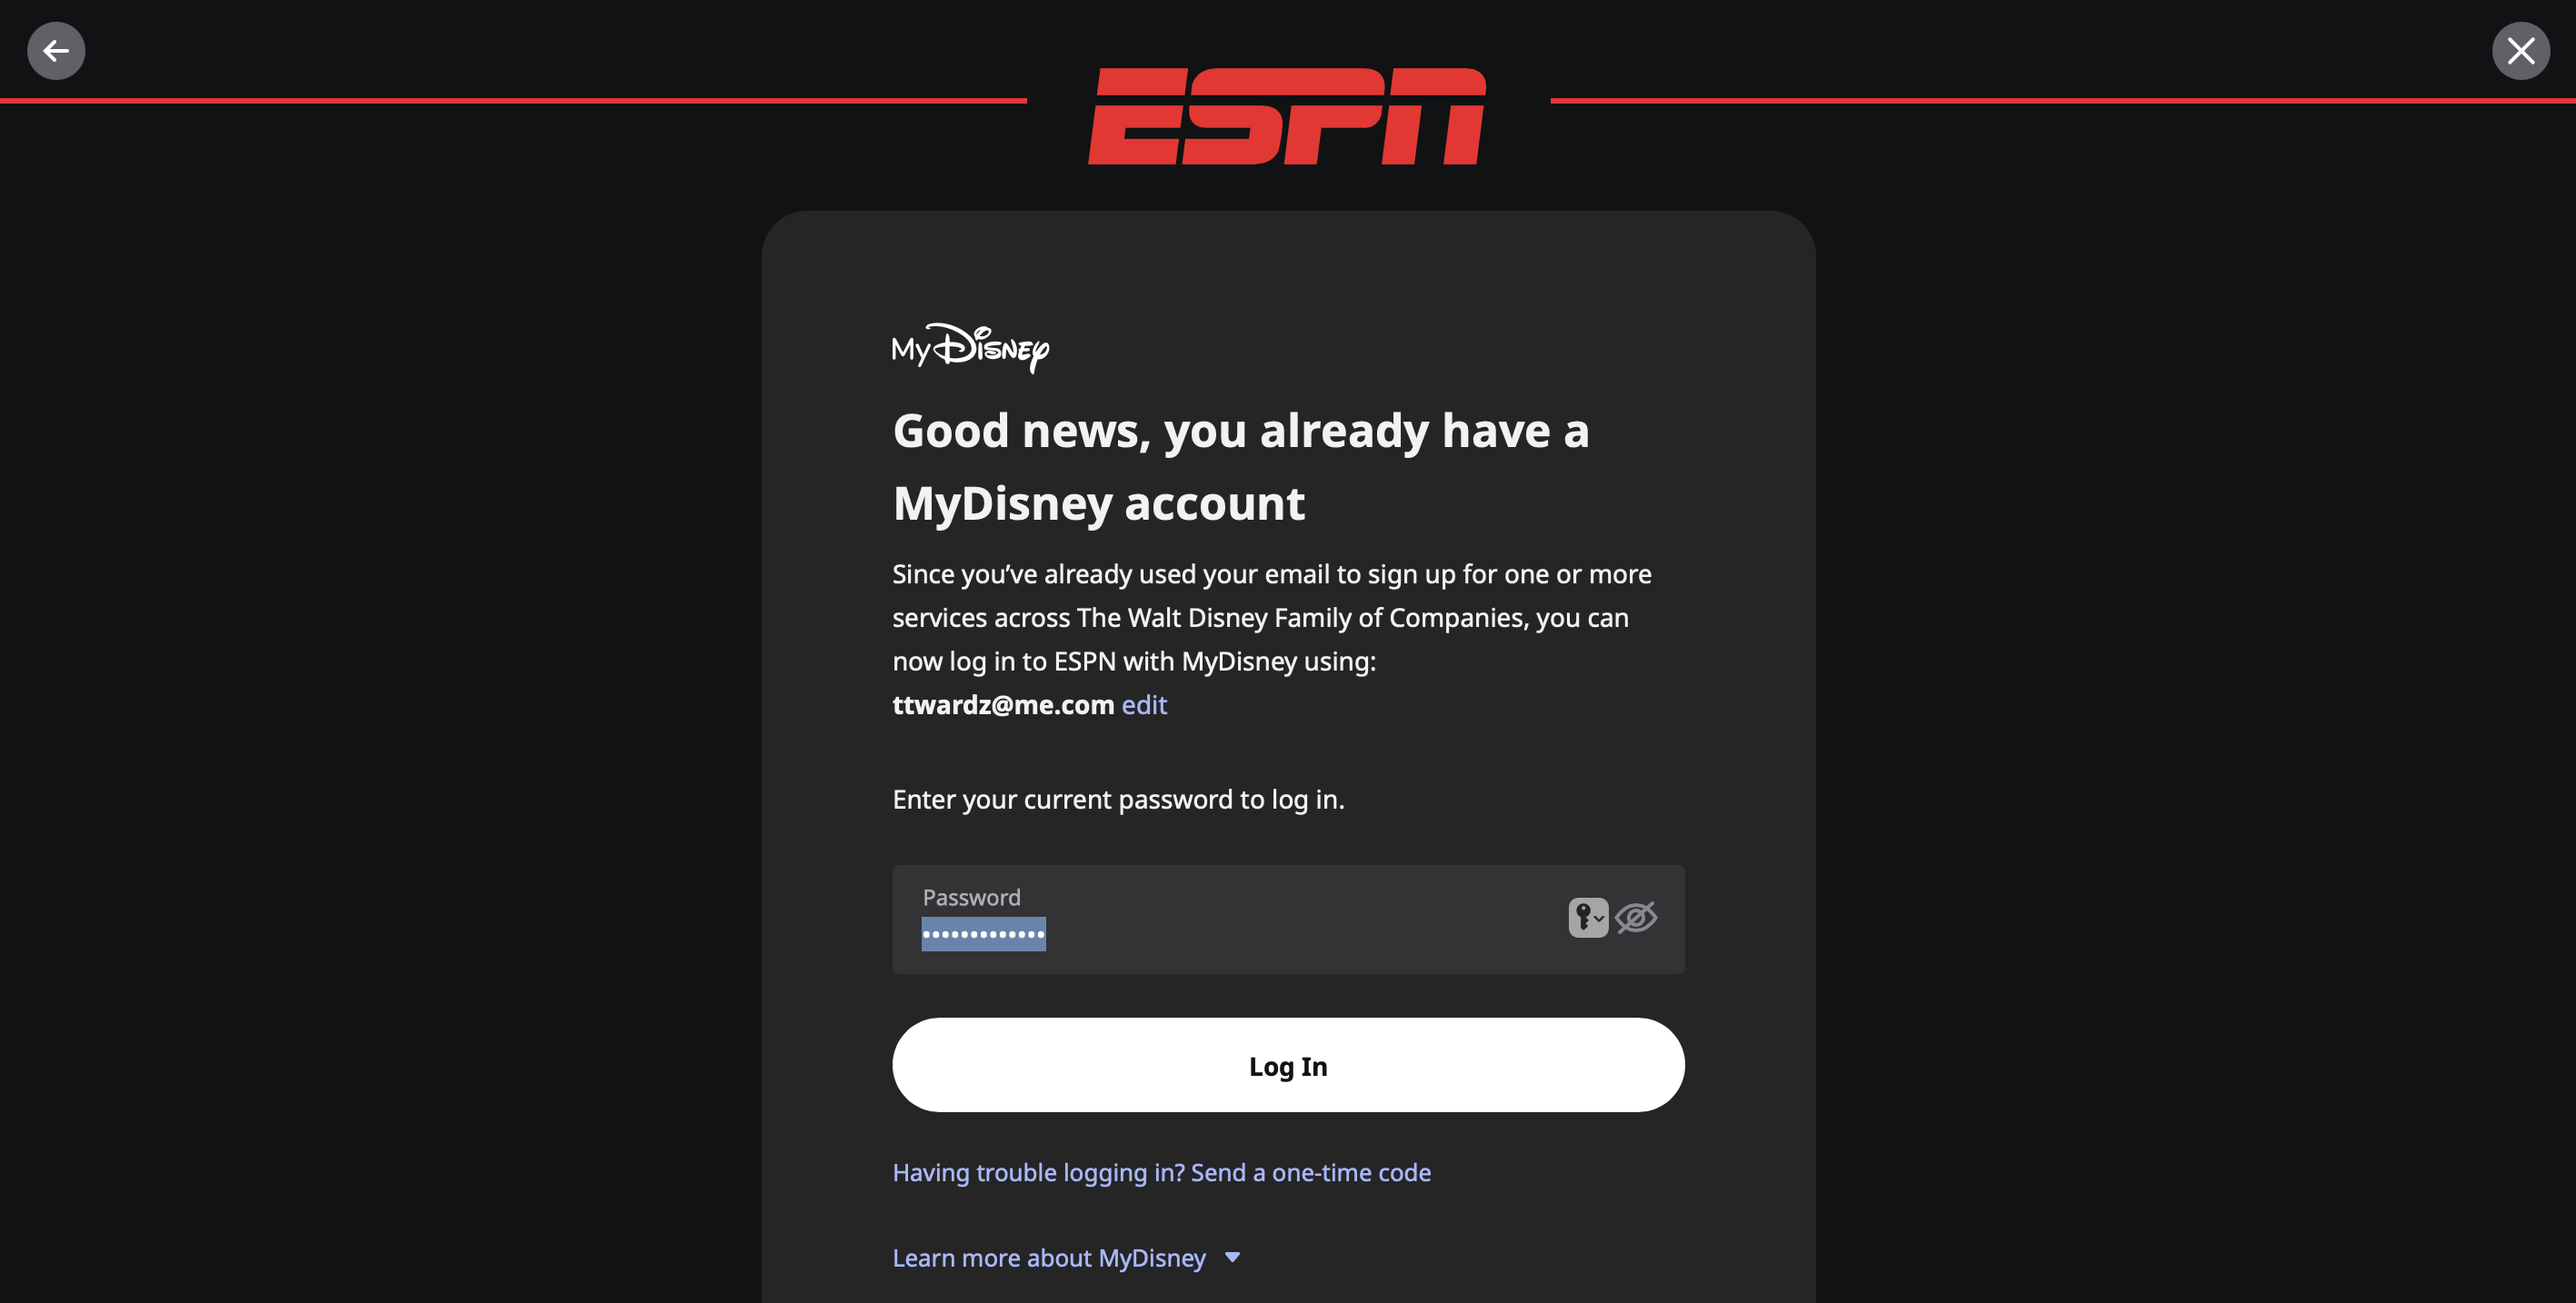 ESPN
My Disney
Good news, you already have a
MyDisney account
Since you’ve already used your email to sign up for one or more
services across The Walt Disney Family of Companies, you can
now log in to ESPN with MyDisney using:
ttwardz@me.com edit
Enter your current password to log in.
Password
•••••••••••••
Log In
Having trouble logging in? Send a one-time code
Learn more about MyDisney